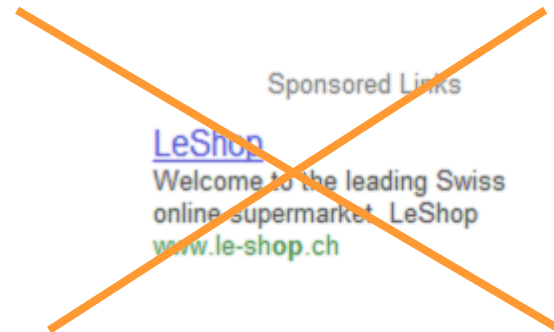 Sponsored Links
LeShop
Welcome to the leading Swiss
online supermarket. LeShop
www.le-shop.ch